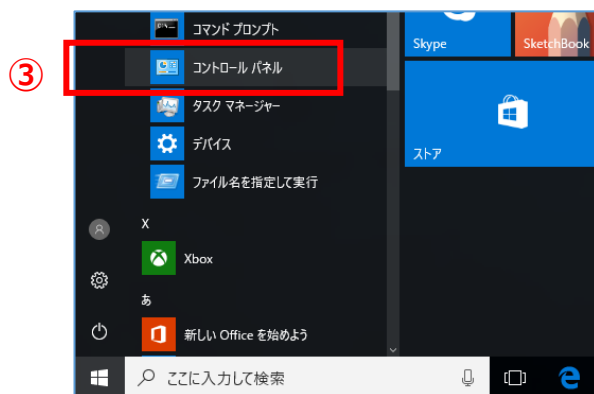 コマンド プロンプト
③
コントロール パネル
タスク マネージャー
デバイス
ファイル名を指定して実行
X
Xbox
あ
新しい Office を始めよう
ここに入力して検索
Skype
SketchBook
ストア